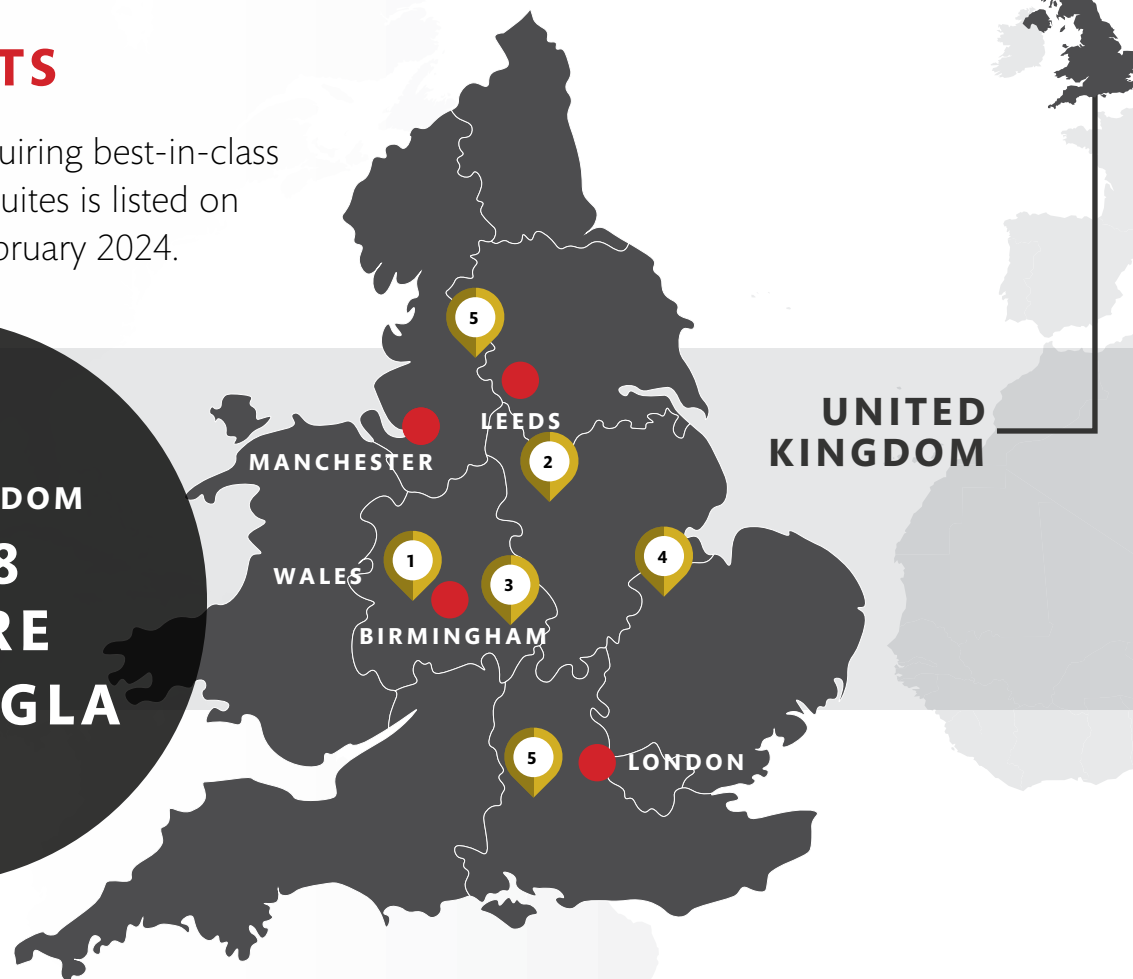 TS
uiring best-in-class
uites is listed on
bruary 2024.
5
LEEDS
MANCHESTER
2
UNITED
KINGDOM
DOM
8
RE
GLA
1
WALES
3
4
BIRMINGHAM
5
LONDON